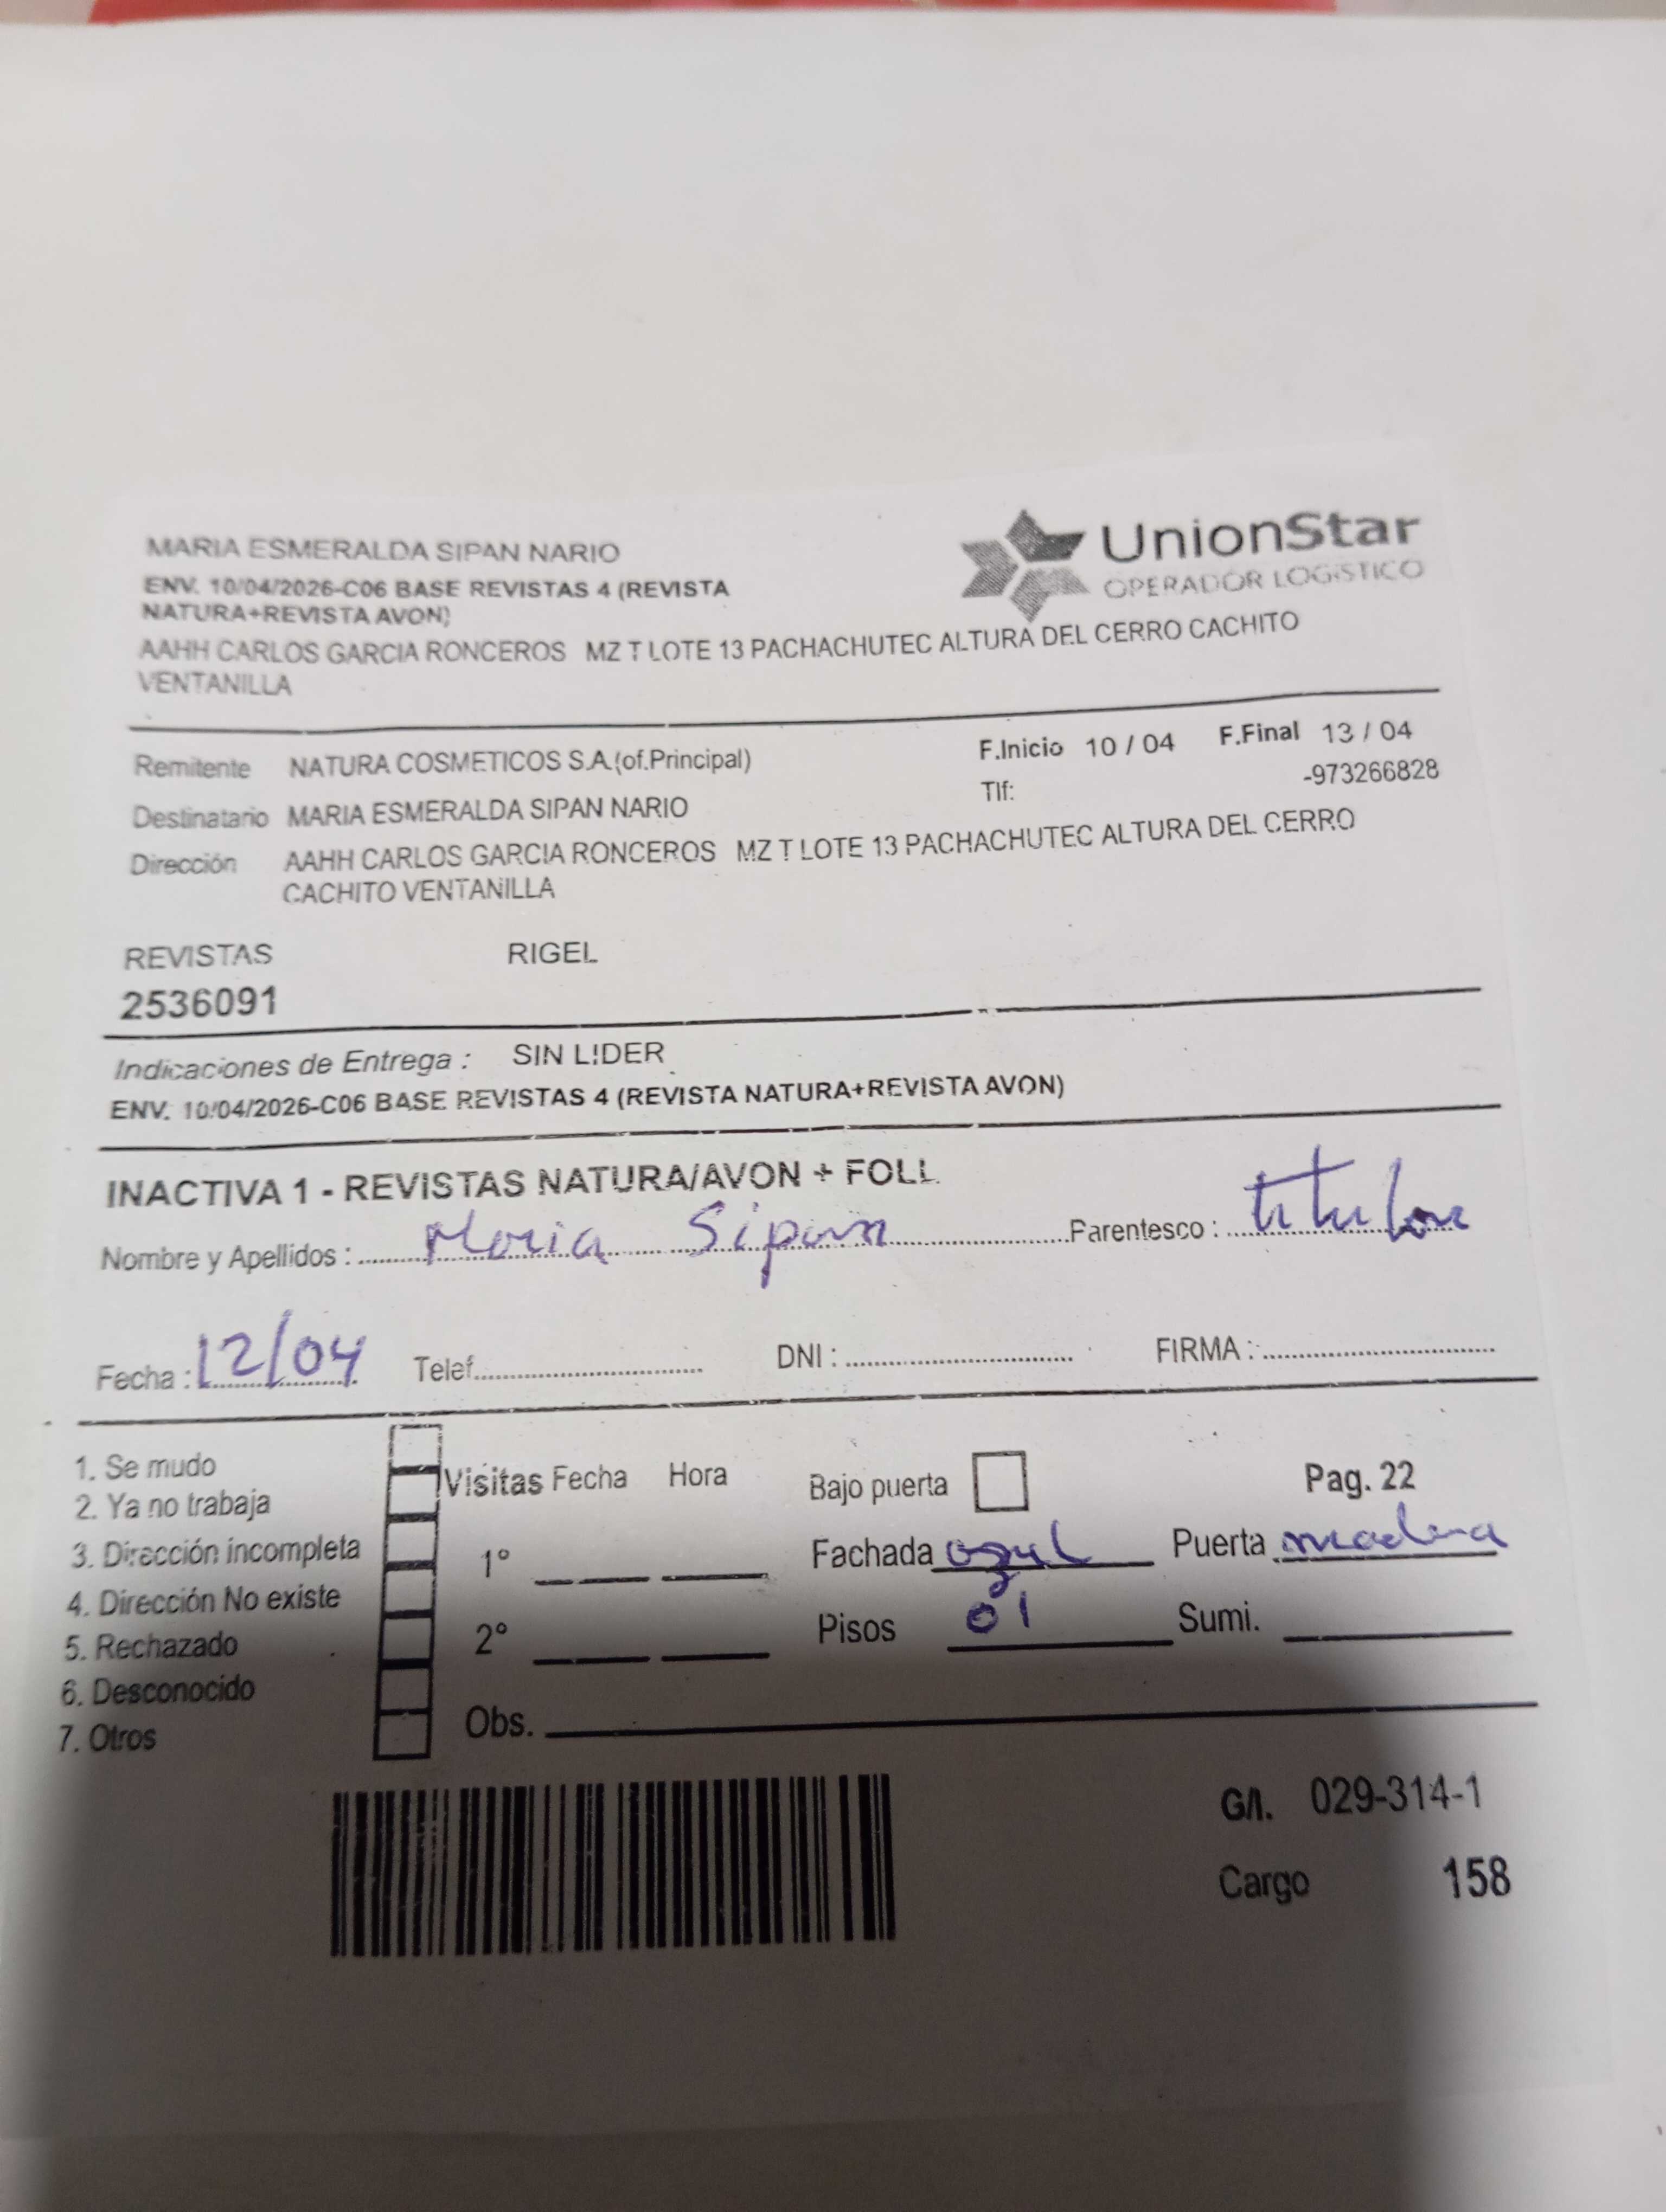 MARIA ESMERALDA SIPAN NARIO
ENV. 10/04/2026-C06 BASE REVISTAS 4 (REVISTA
NATURA+REVISTA AVON)
UnionStar
OPERADOR LOGISTICO
AAHH CARLOS GARCIA RONCEROS MZ T LOTE 13 PACHACHUTEC ALTURA DEL CERRO CACHITO
VENTANILLA
Remitente NATURA COSMETICOS S.A.(of.Principal) F.Inicio 10 / 04 F.Final 13 / 04
Tlf: -973266828
Destinatario MARIA ESMERALDA SIPAN NARIO
Dirección AAHH CARLOS GARCIA RONCEROS MZ T LOTE 13 PACHACHUTEC ALTURA DEL CERRO
CACHITO VENTANILLA
REVISTAS RIGEL
2536091
Indicaciones de Entrega : SIN LIDER
ENV. 10/04/2026-C06 BASE REVISTAS 4 (REVISTA NATURA+REVISTA AVON)
INACTIVA 1 - REVISTAS NATURA/AVON + FOLL.
Nombre y Apellidos : Maria Sipan Parentesco : titular
Fecha : 12/04 Telef. DNI : FIRMA :
1. Se mudo
2. Ya no trabaja
3. Dirección incompleta
4. Dirección No existe
5. Rechazado
6. Desconocido
7. Otros
Visitas Fecha Hora
1°
2°
Obs.
Bajo puerta Pag. 22
Fachada azul Puerta madera
Pisos 01 Sumi.
G/I. 029-314-1
Cargo 158